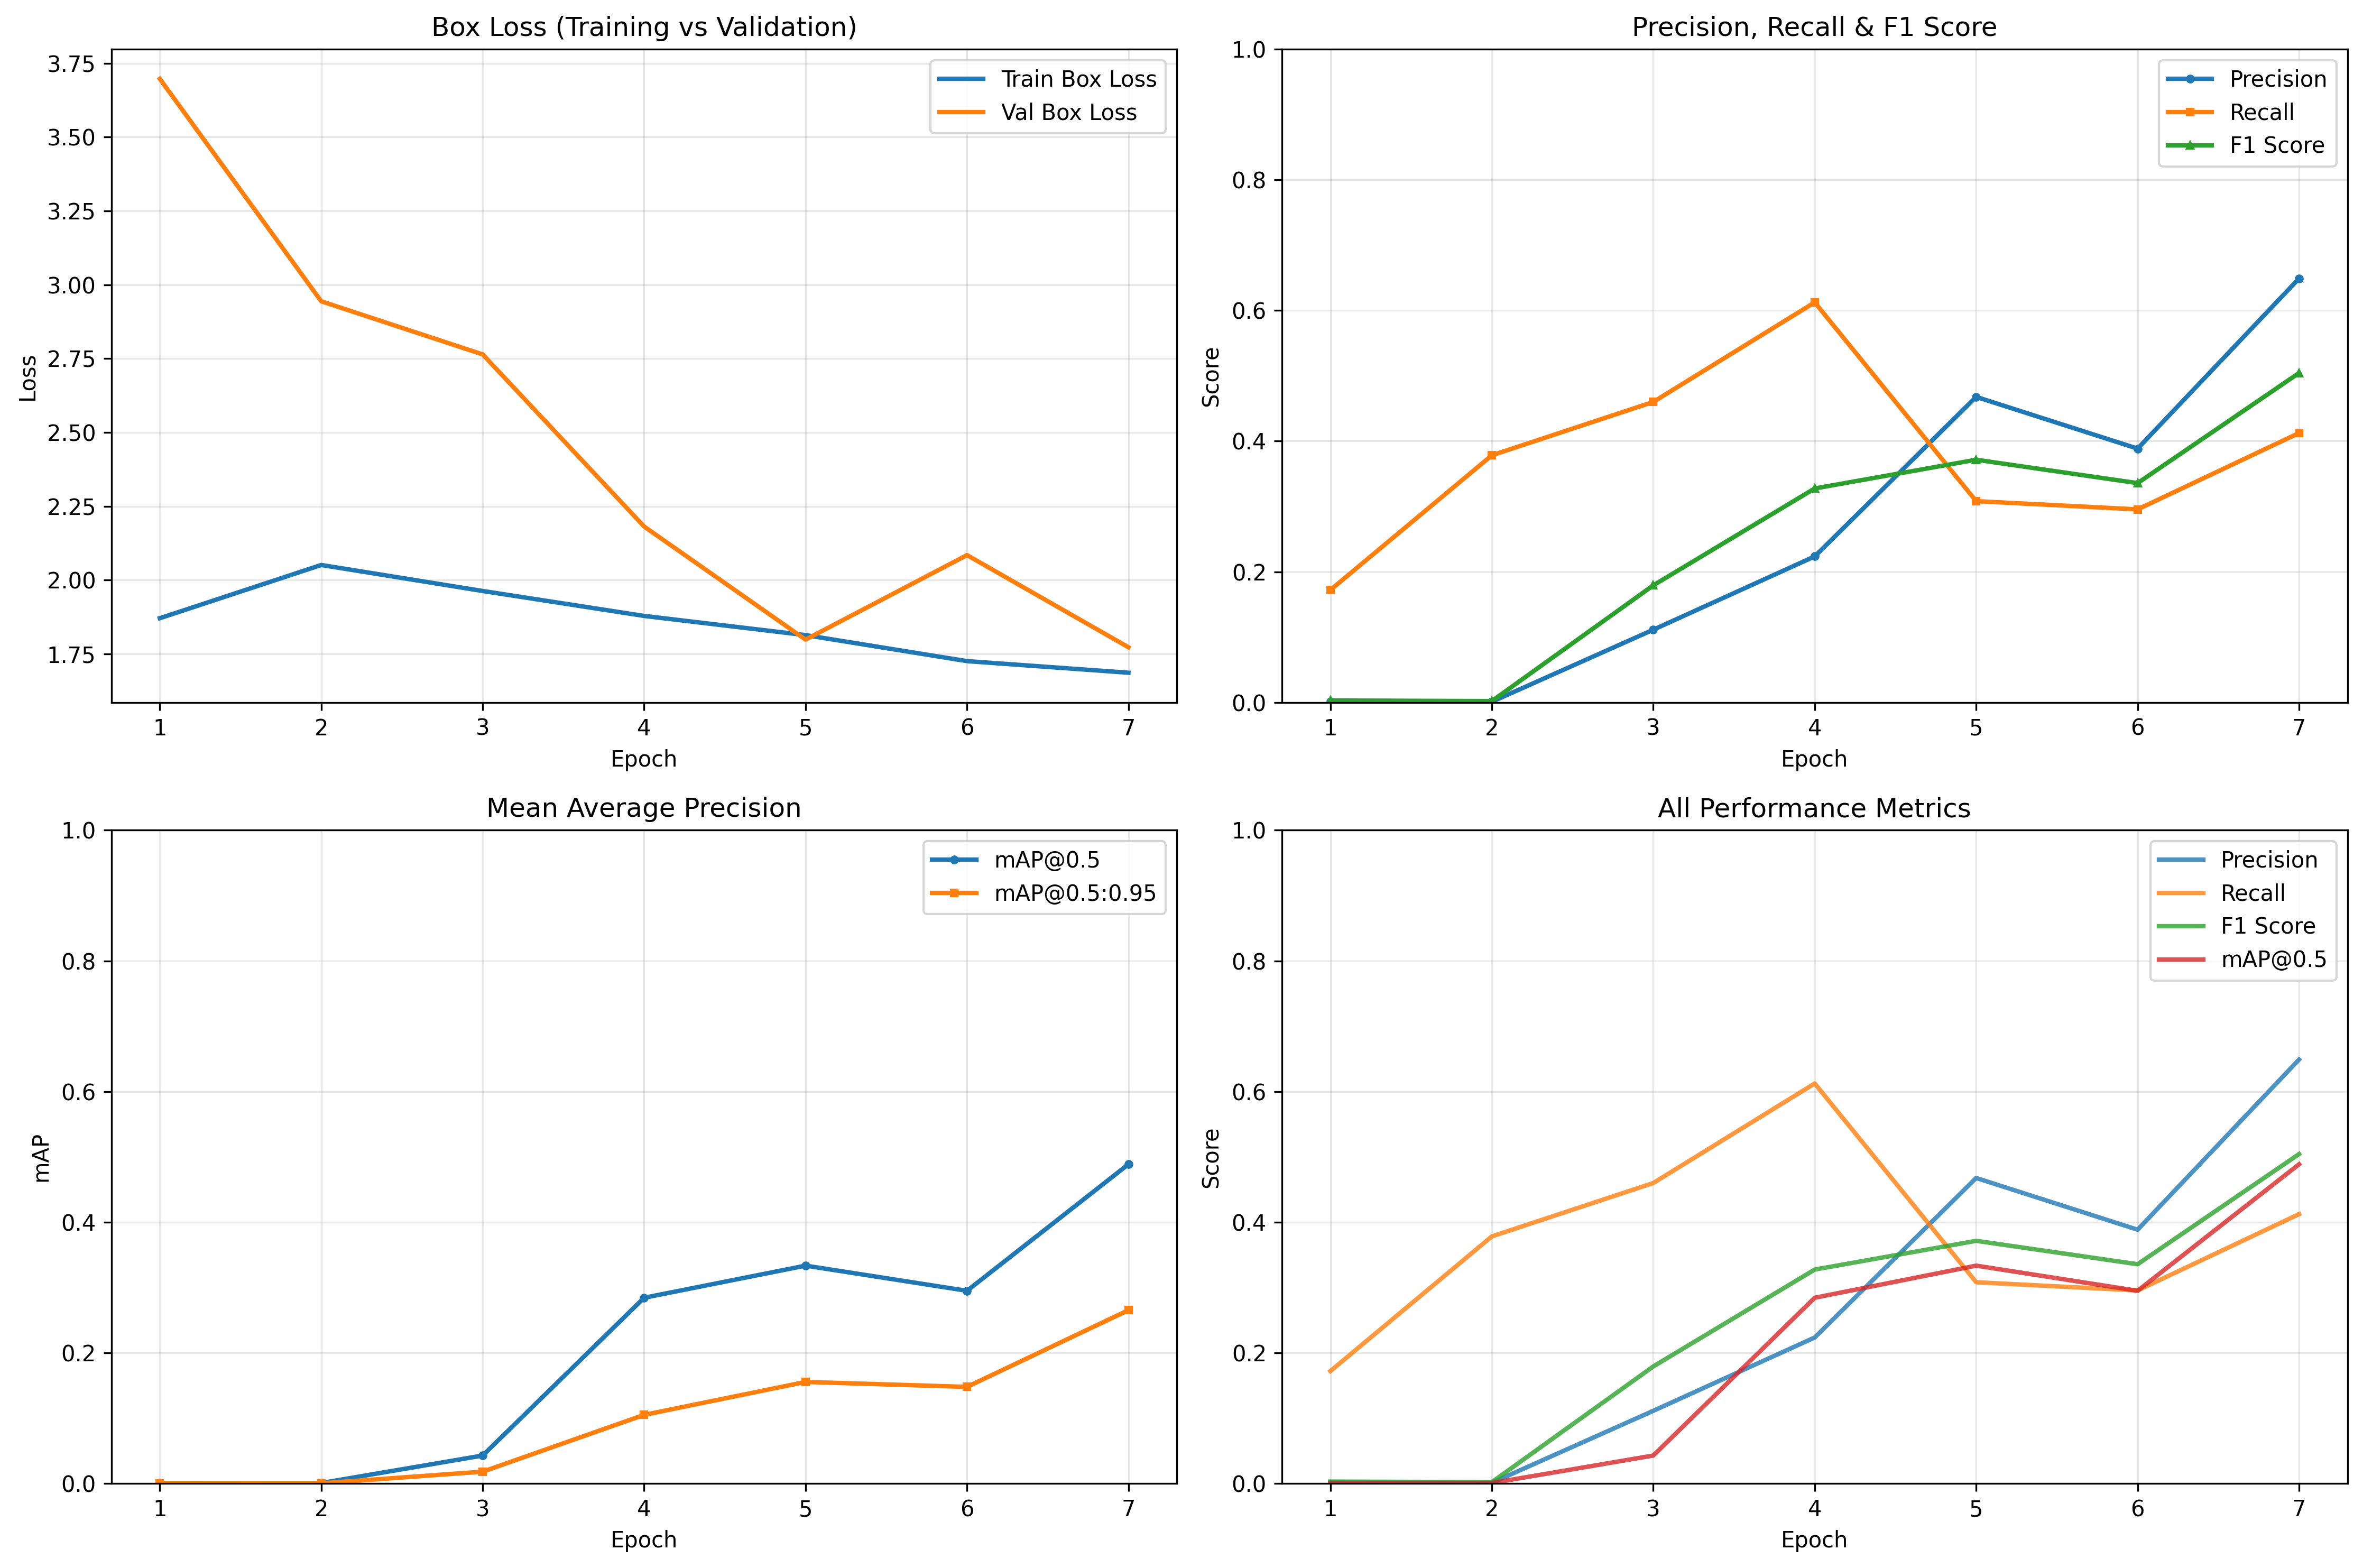 Box Loss (Training vs Validation)
3.75
3.50
3.25
3.00
2.75
2.50
2.25
2.00
1.75
Loss
Train Box Loss
Val Box Loss
1 2 3 4 5 6 7
Epoch
Precision, Recall & F1 Score
1.0
0.8
0.6
0.4
0.2
0.0
Score
Precision
Recall
F1 Score
1 2 3 4 5 6 7
Epoch
Mean Average Precision
1.0
0.8
0.6
0.4
0.2
0.0
mAP
mAP@0.5
mAP@0.5:0.95
1 2 3 4 5 6 7
Epoch
All Performance Metrics
1.0
0.8
0.6
0.4
0.2
0.0
Score
Precision
Recall
F1 Score
mAP@0.5
1 2 3 4 5 6 7
Epoch